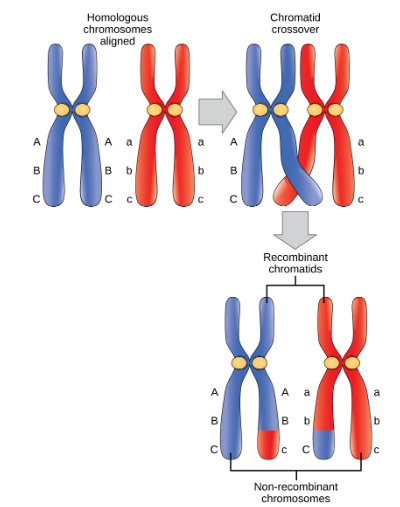 Homologous
chromosomes
aligned
Chromatid
crossover
A A a a A a
B B b b B b
C C c c C c
Recombinant
chromatids
A A a a
B B b b
C c C c
Non-recombinant
chromosomes